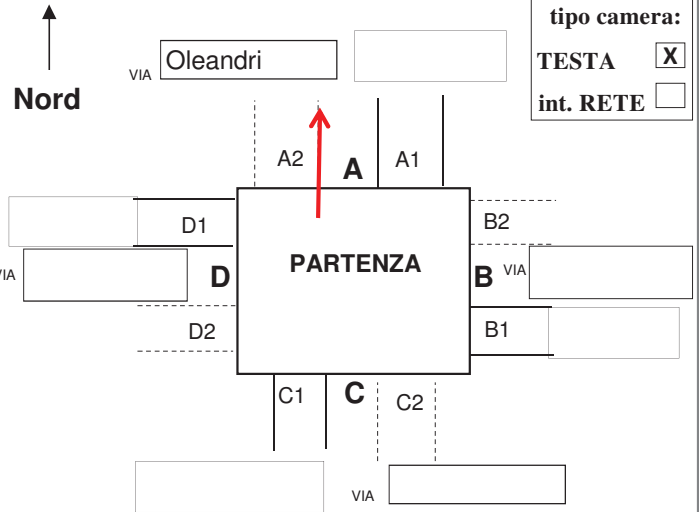 tipo camera:
TESTA X
int. RETE
Nord
VIA Oleandri
A2 A A1
D1 B2
VIA D PARTENZA B VIA
D2 B1
C1 C C2
VIA